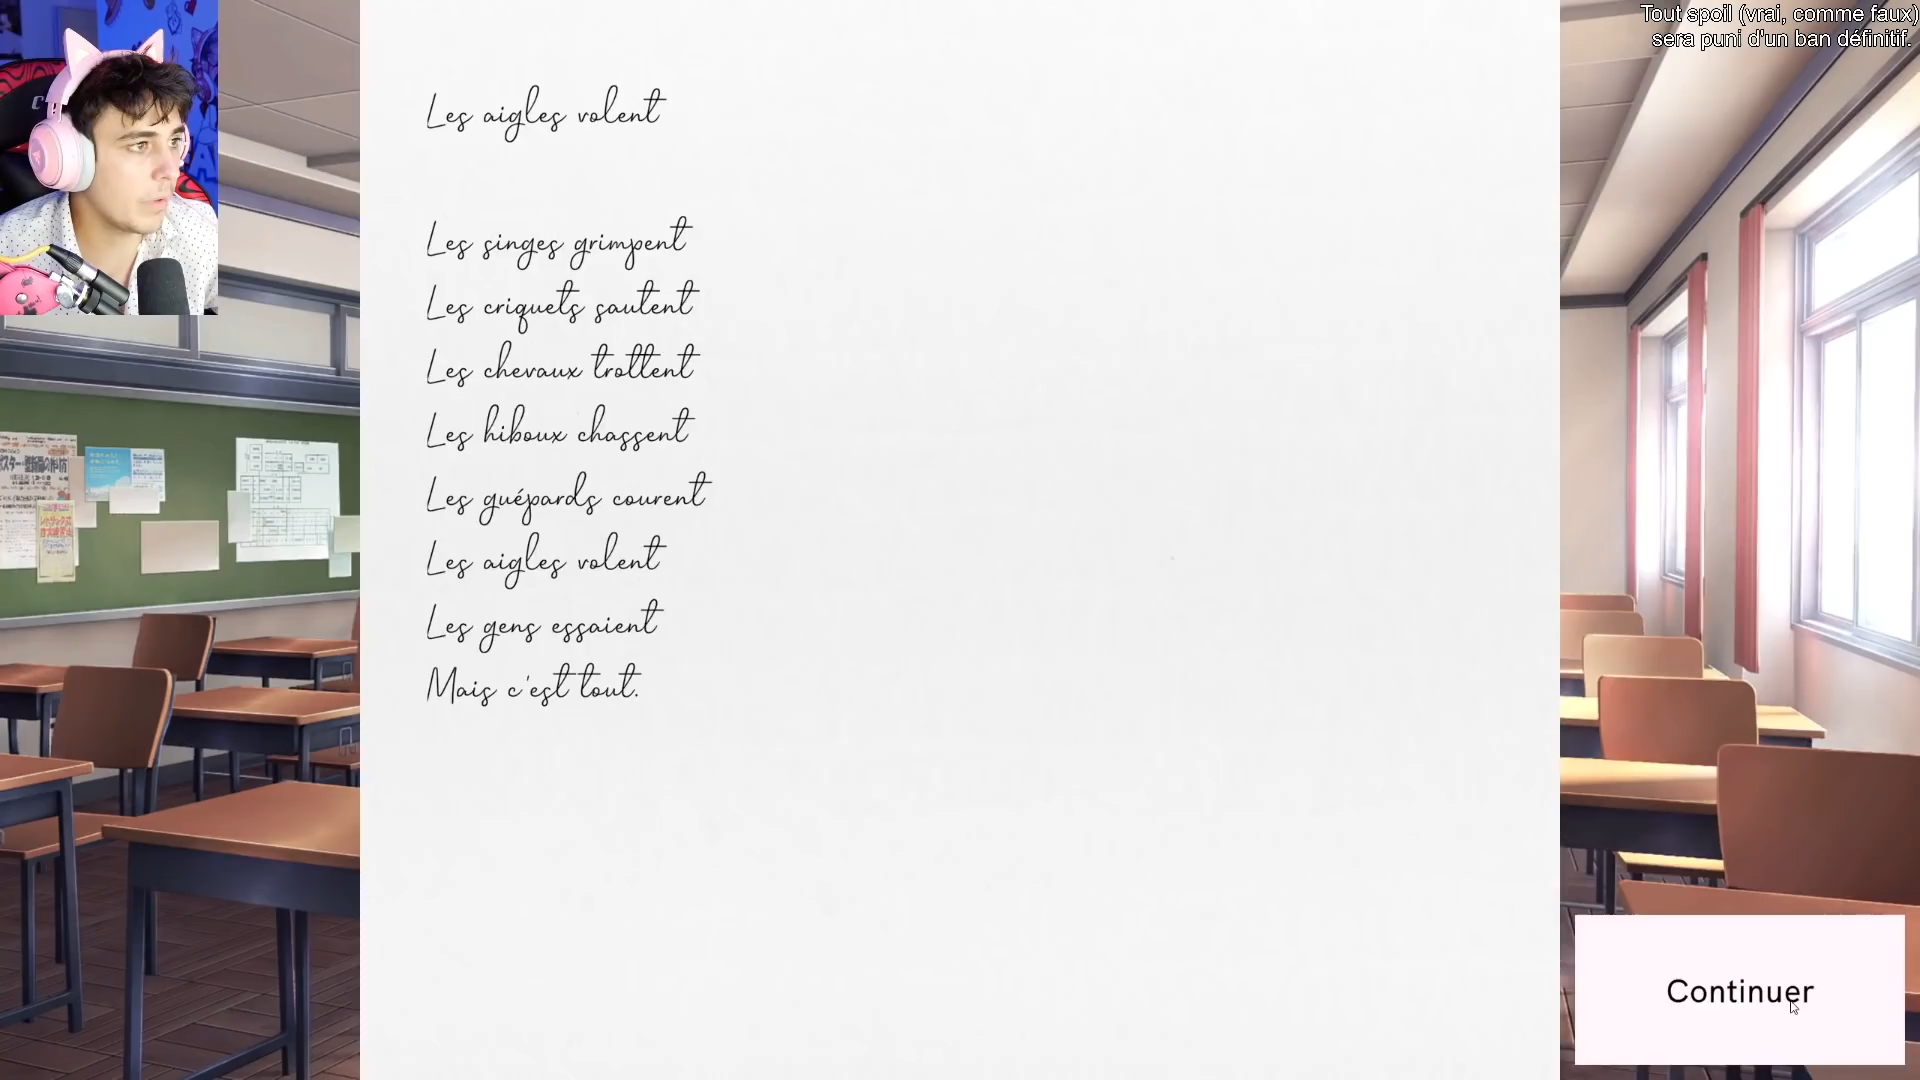 Tout spoil (vrai, comme faux)
sera puni d'un ban définitif.
Les aigles volent
Les singes grimpent
Les criquets sautent
Les chevaux trottent
Les hiboux chassent
Les guépards courent
Les aigles volent
Les gens essaient
Mais c'est tout.
Continuer